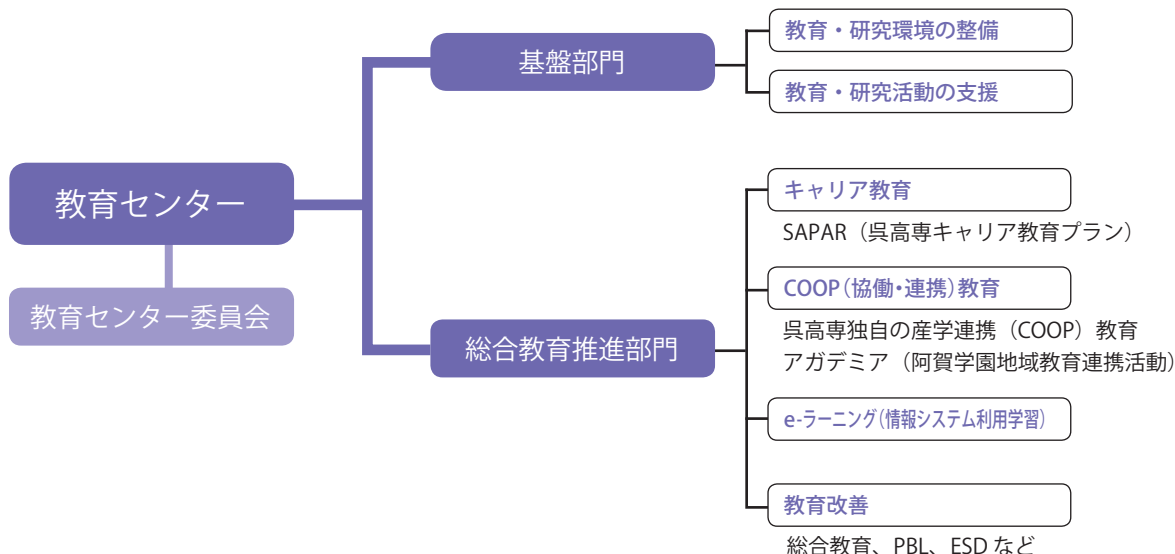 教育センター
教育センター委員会
基盤部門
教育・研究環境の整備
教育・研究活動の支援
総合教育推進部門
キャリア教育
SAPAR（呉高専キャリア教育プラン）
COOP（協働・連携）教育
呉高専独自の産学連携（COOP）教育
アガデミア（阿賀学園地域教育連携活動）
e-ラーニング（情報システム利用学習）
教育改善
総合教育、PBL、ESD など